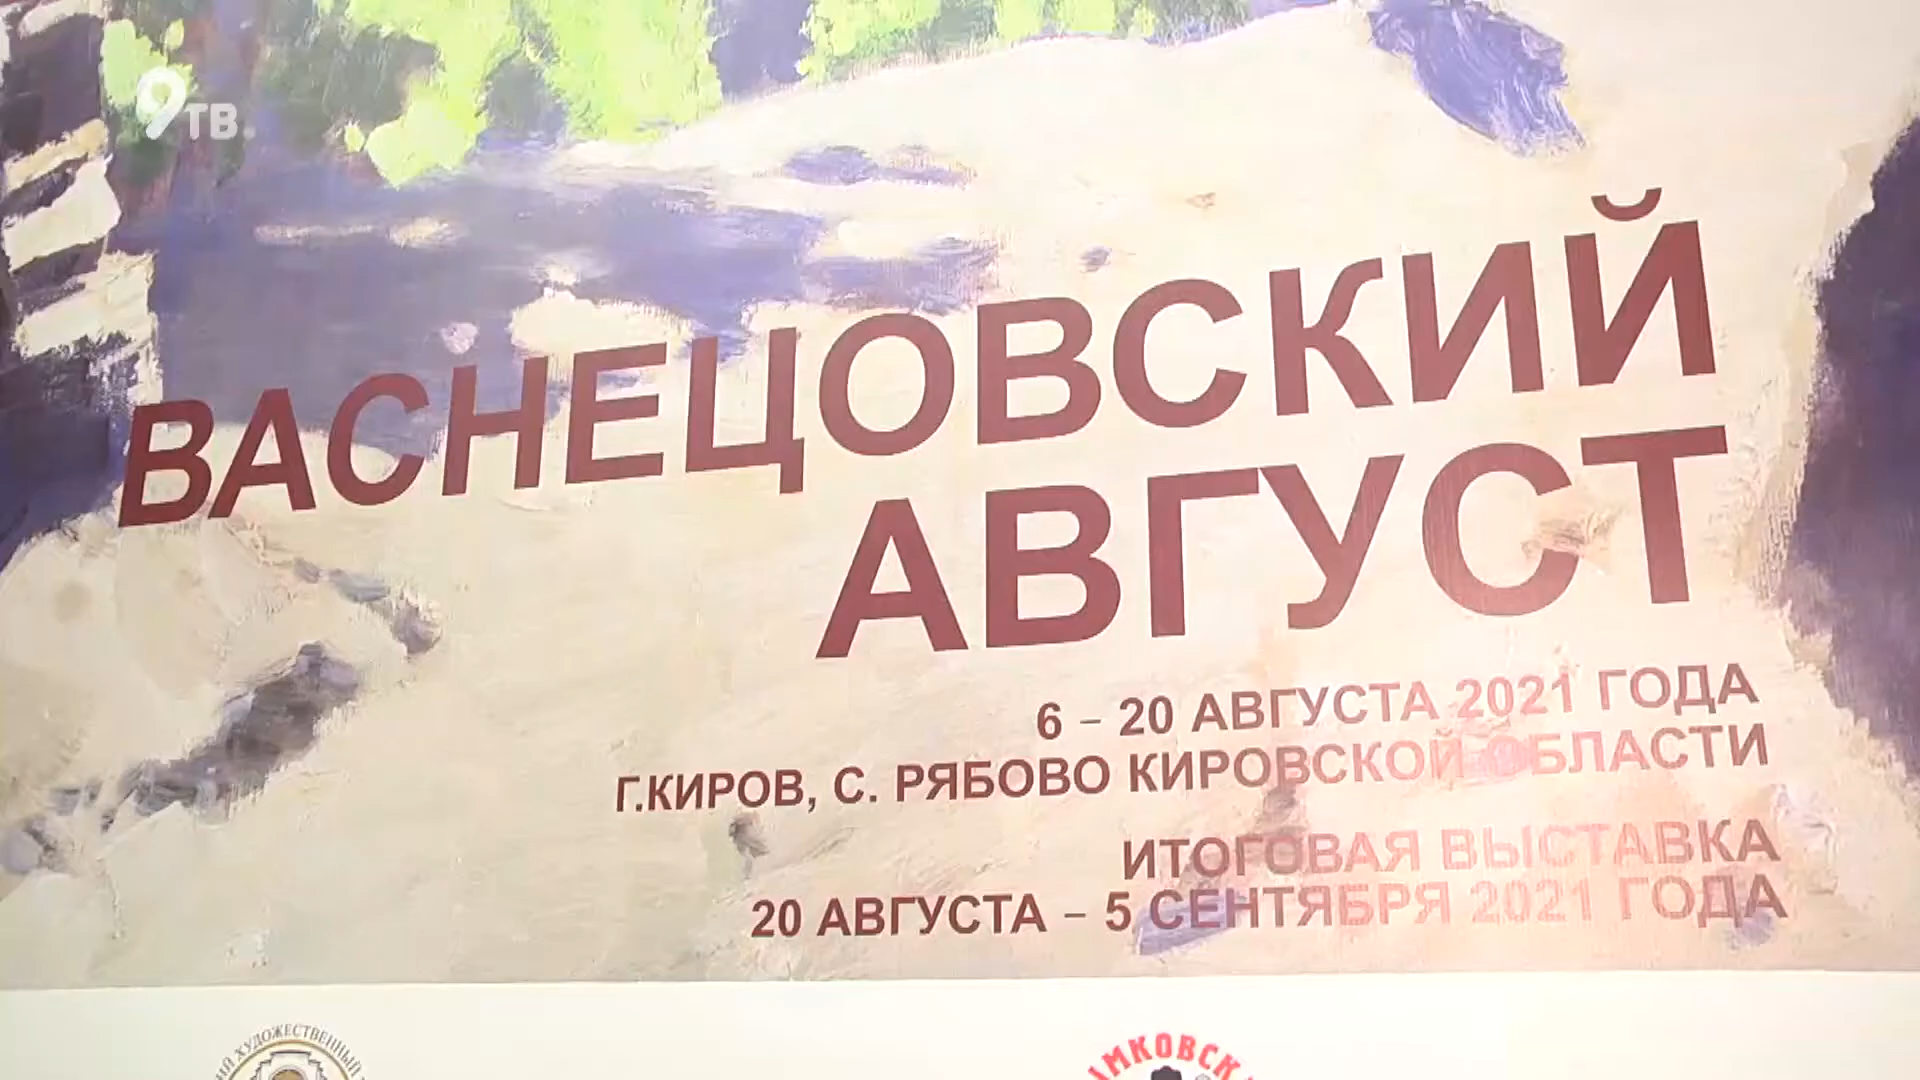 9ТВ.
ВАСНЕЦОВСКИЙ
АВГУСТ
6 – 20 АВГУСТА 2021 ГОДА
Г.КИРОВ, С. РЯБОВО КИРОВСКОЙ ОБЛАСТИ
ИТОГОВАЯ ВЫСТАВКА
20 АВГУСТА – 5 СЕНТЯБРЯ 2021 ГОДА
ХУДОЖЕСТВЕННЫЙ